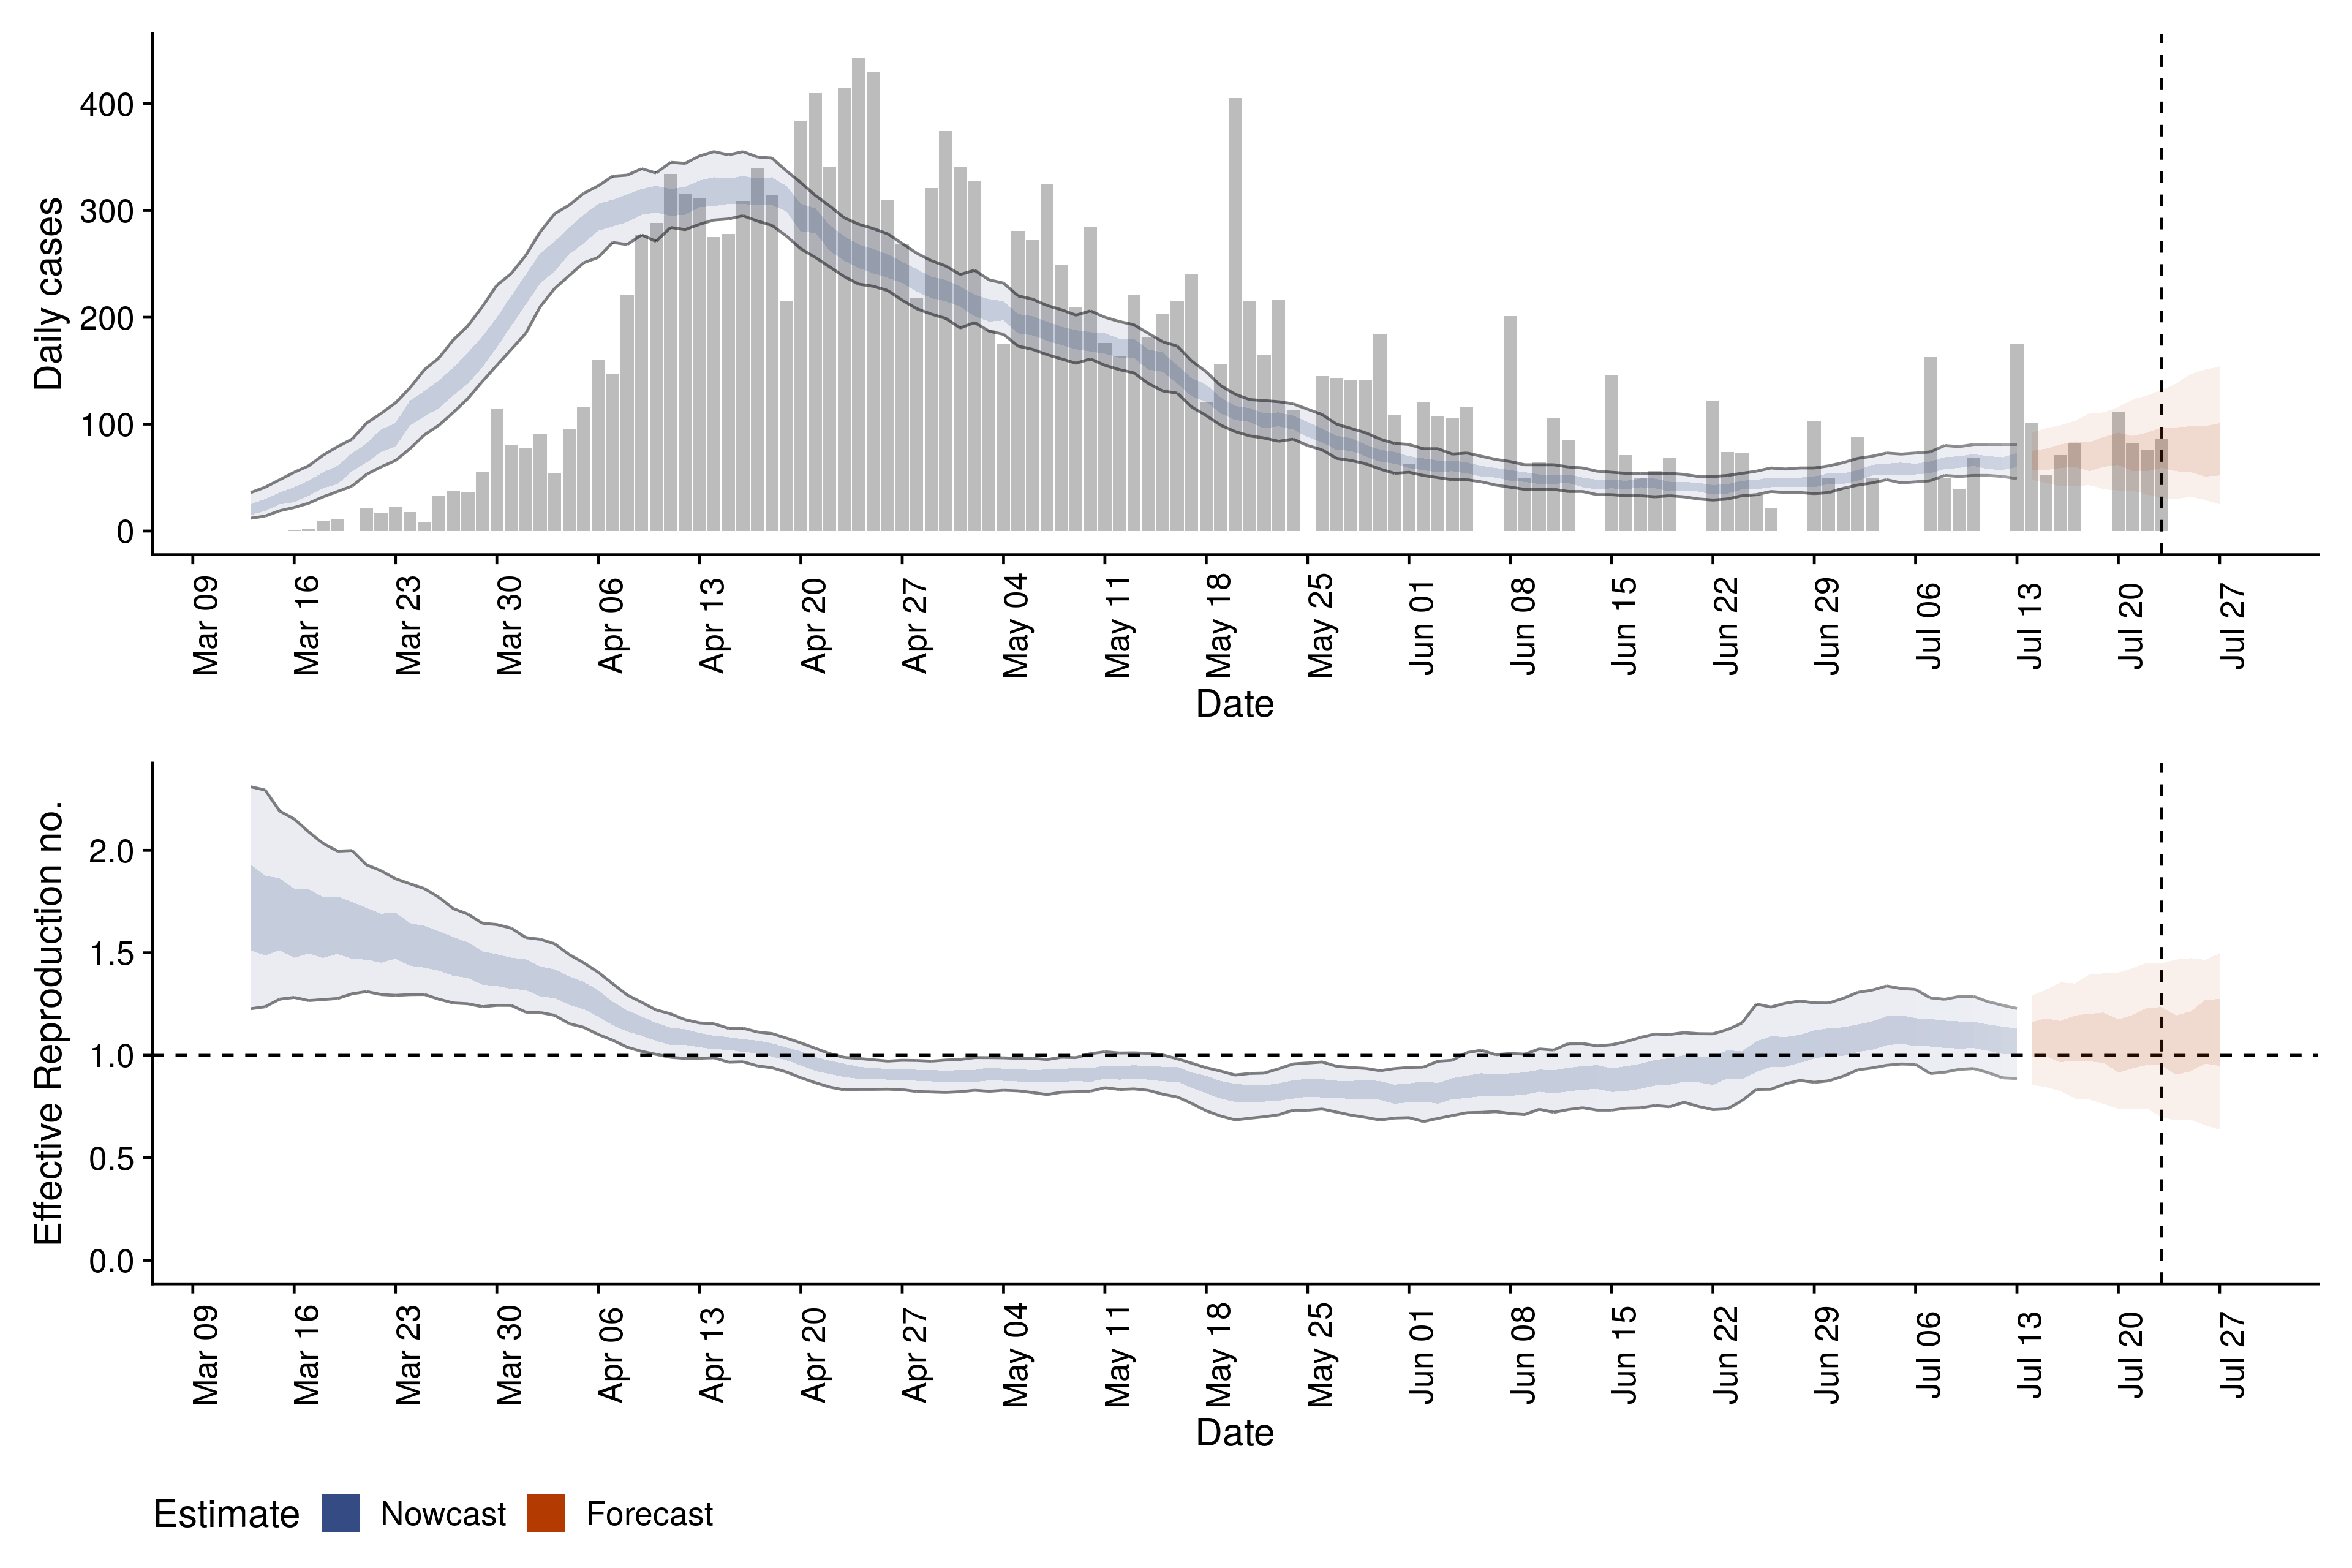 Daily cases
400
300
200
100
0
Mar 09 Mar 16 Mar 23 Mar 30 Apr 06 Apr 13 Apr 20 Apr 27 May 04 May 11 May 18 May 25 Jun 01 Jun 08 Jun 15 Jun 22 Jun 29 Jul 06 Jul 13 Jul 20 Jul 27
Date
Effective Reproduction no.
2.0
1.5
1.0
0.5
0.0
Mar 09 Mar 16 Mar 23 Mar 30 Apr 06 Apr 13 Apr 20 Apr 27 May 04 May 11 May 18 May 25 Jun 01 Jun 08 Jun 15 Jun 22 Jun 29 Jul 06 Jul 13 Jul 20 Jul 27
Date
Estimate Nowcast Forecast